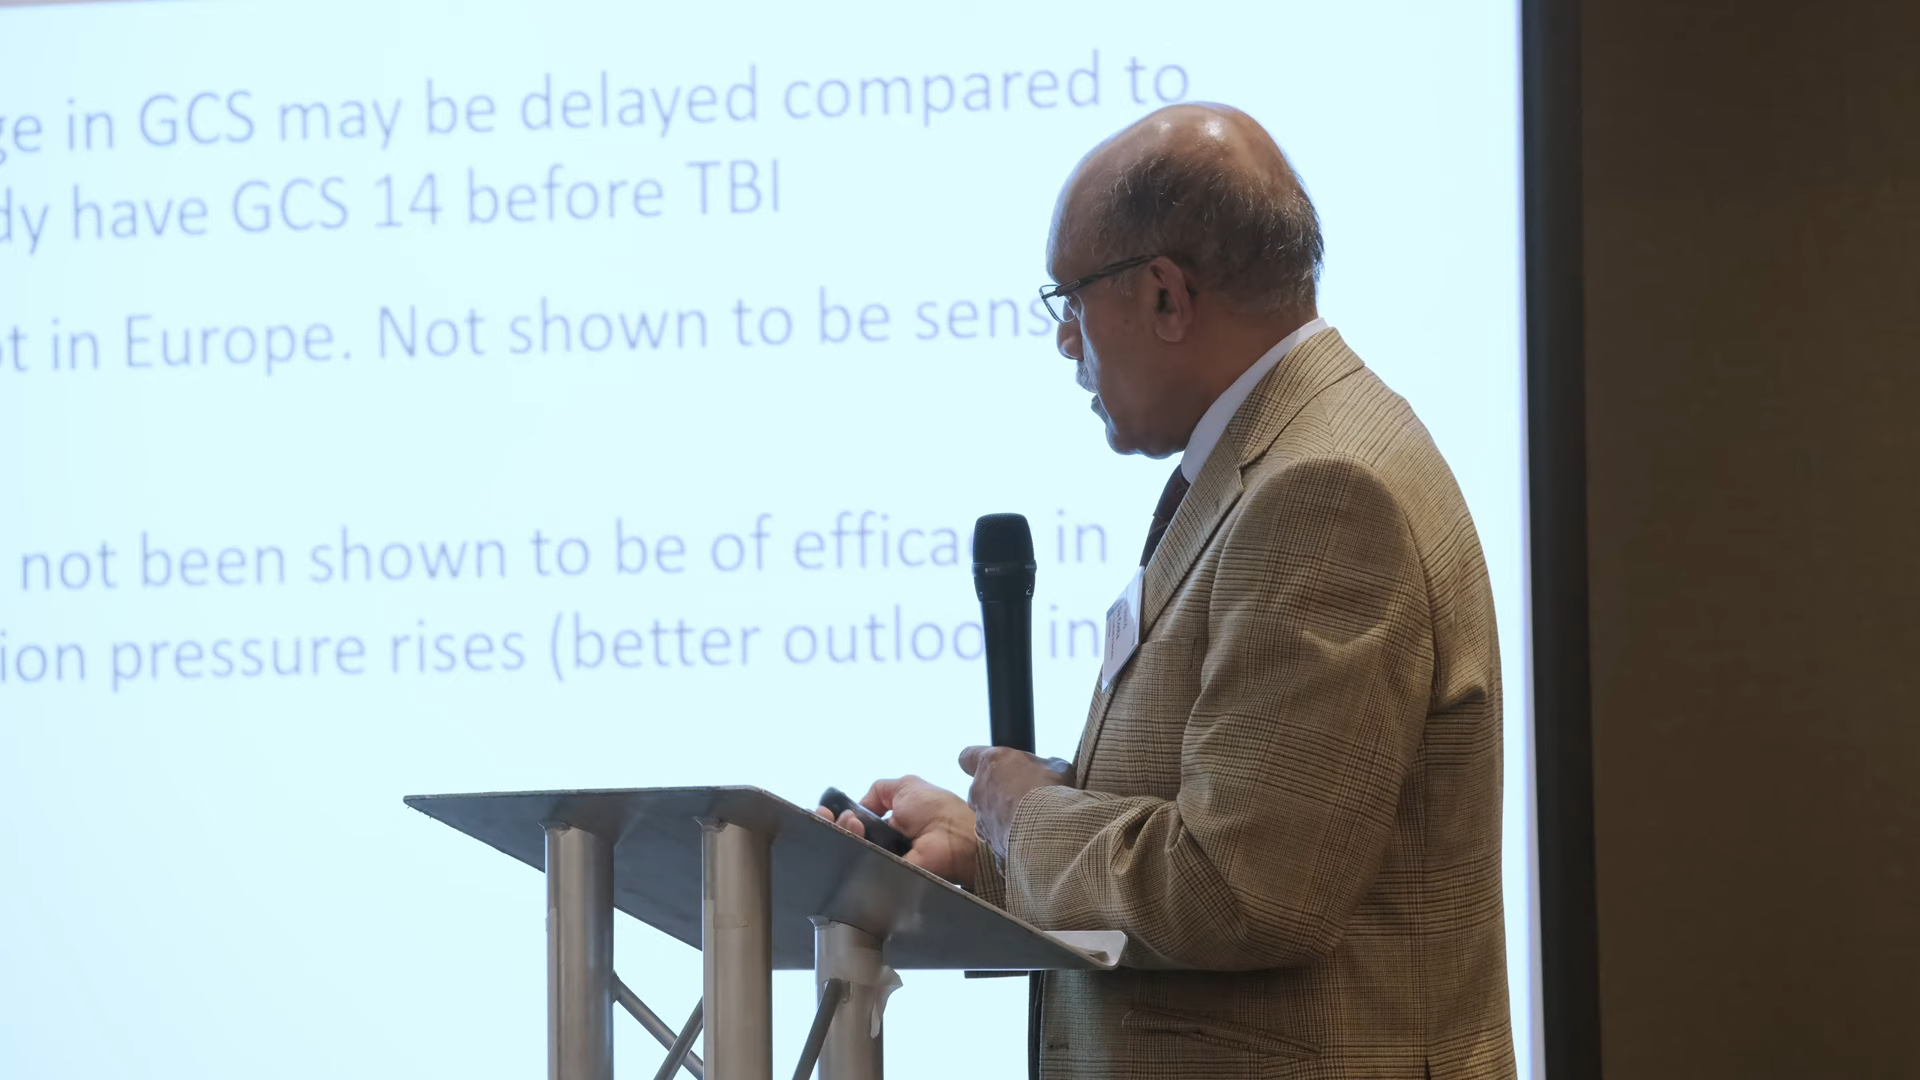 ge in GCS may be delayed compared to
dy have GCS 14 before TBI
ot in Europe. Not shown to be sens
not been shown to be of effica in
ion pressure rises (better outloo in